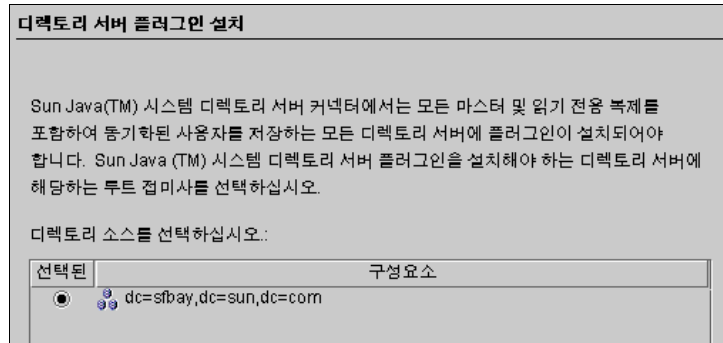 디렉토리 서버 플러그인 설치
Sun Java(TM) 시스템 디렉토리 서버 커넥터에서는 모든 마스터 및 읽기 전용 복제를
포함하여 동기화된 사용자를 저장하는 모든 디렉토리 서버에 플러그인이 설치되어야
합니다. Sun Java (TM) 시스템 디렉토리 서버 플러그인을 설치해야 하는 디렉토리 서버에
해당하는 루트 접미사를 선택하십시오.
디렉토리 소스를 선택하십시오.:
선택된 구성요소
dc=sfbay,dc=sun,dc=com